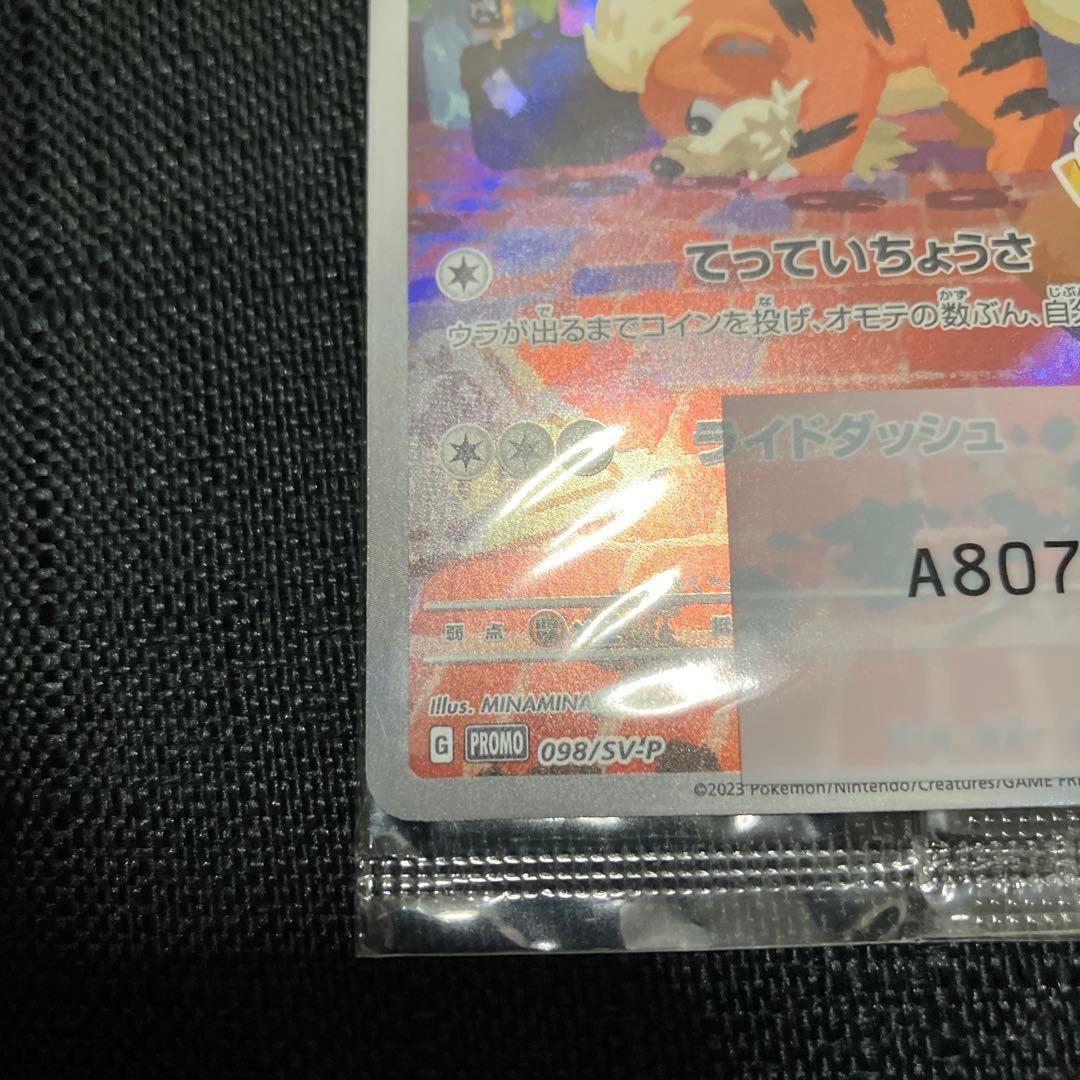 てっていちょうさ
ウラが出るまでコインを投げ、オモテの数ぶん、自
ライドダッシュ
A807
弱点
Illus. MINAMINA
G PROMO 098/SV-P
©2023 Pokémon/Nintendo/Creatures/GAME FR